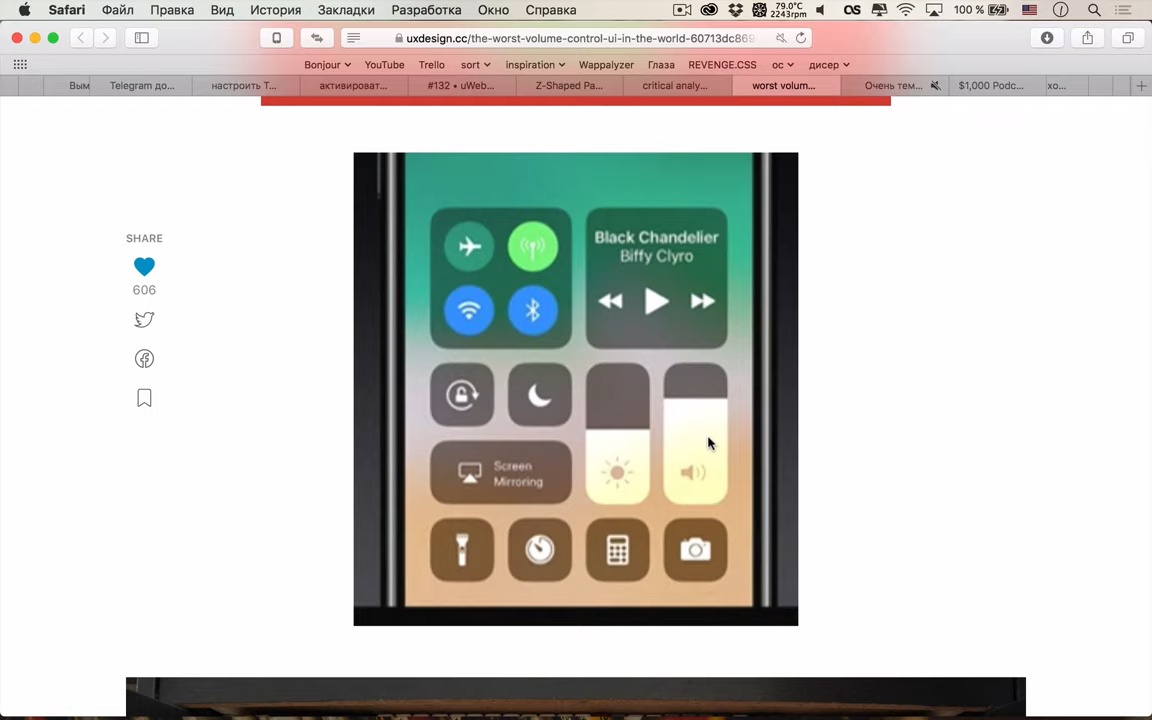 Safari Файл Правка Вид История Закладки Разработка Окно Справка 79.0°C 2243rpm 100 %
uxdesign.cc/the-worst-volume-control-ui-in-the-world-60713dc869
Bonjour YouTube Trello sort inspiration Wappalyzer Глаза REVENGE.CSS ос дисер
Вым Telegram до... настроить Т... активироват... #132 • uWeb... Z-Shaped Pa... critical analy... worst volum... Очень тем... $1,000 Podc... хо...
SHARE
606
Black Chandelier
Biffy Clyro
Screen
Mirroring